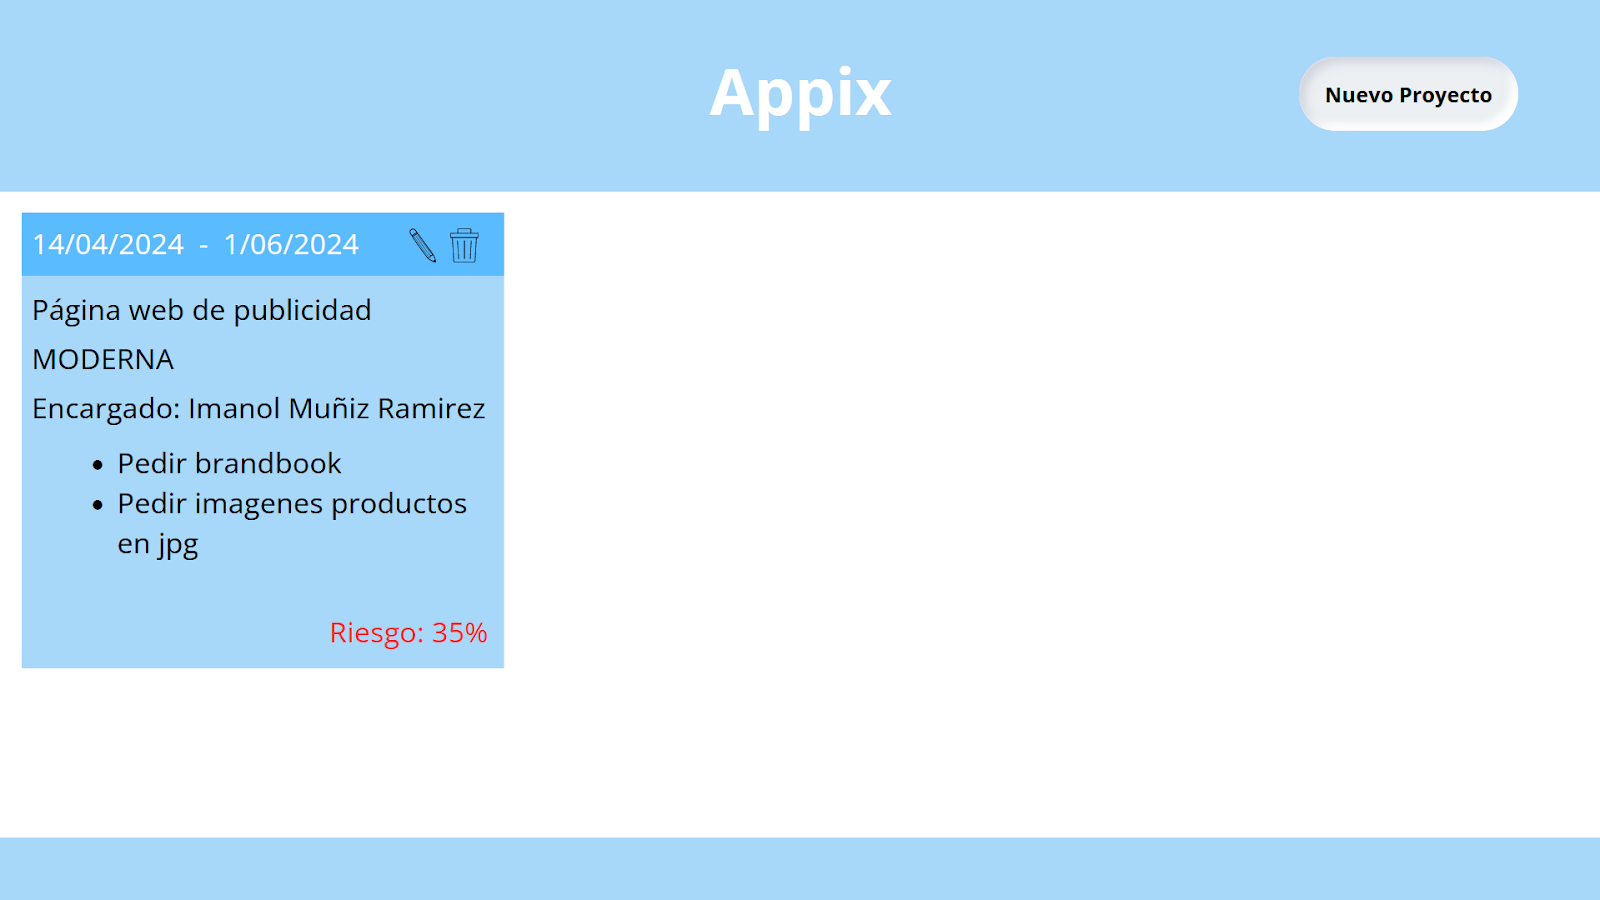 Appix
Nuevo Proyecto
14/04/2024 - 1/06/2024
Página web de publicidad
MODERNA
Encargado: Imanol Muñiz Ramirez
• Pedir brandbook
• Pedir imagenes productos
en jpg
Riesgo: 35%